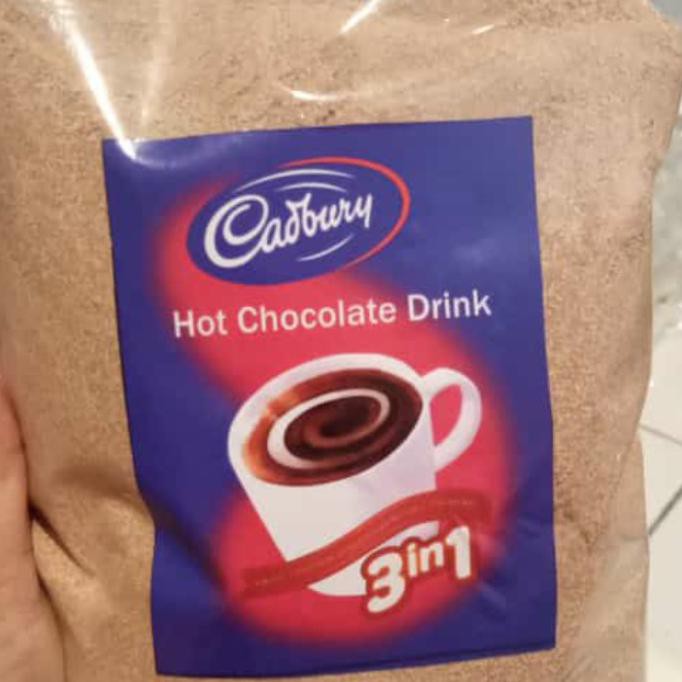 Cadbury
Hot Chocolate Drink
3in1